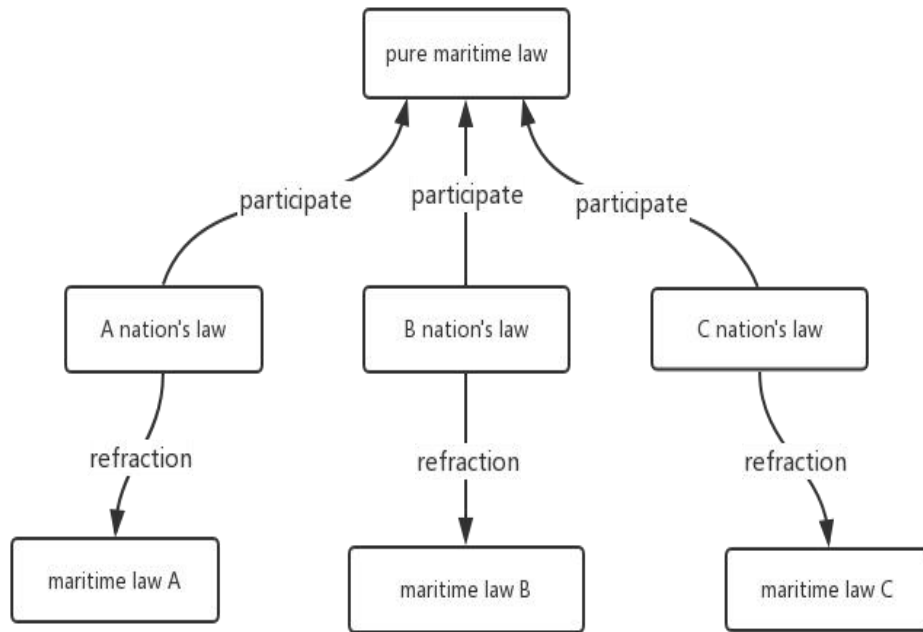 pure maritime law
participate
participate
participate
A nation's law
B nation's law
C nation's law
refraction
refraction
refraction
maritime law A
maritime law B
maritime law C